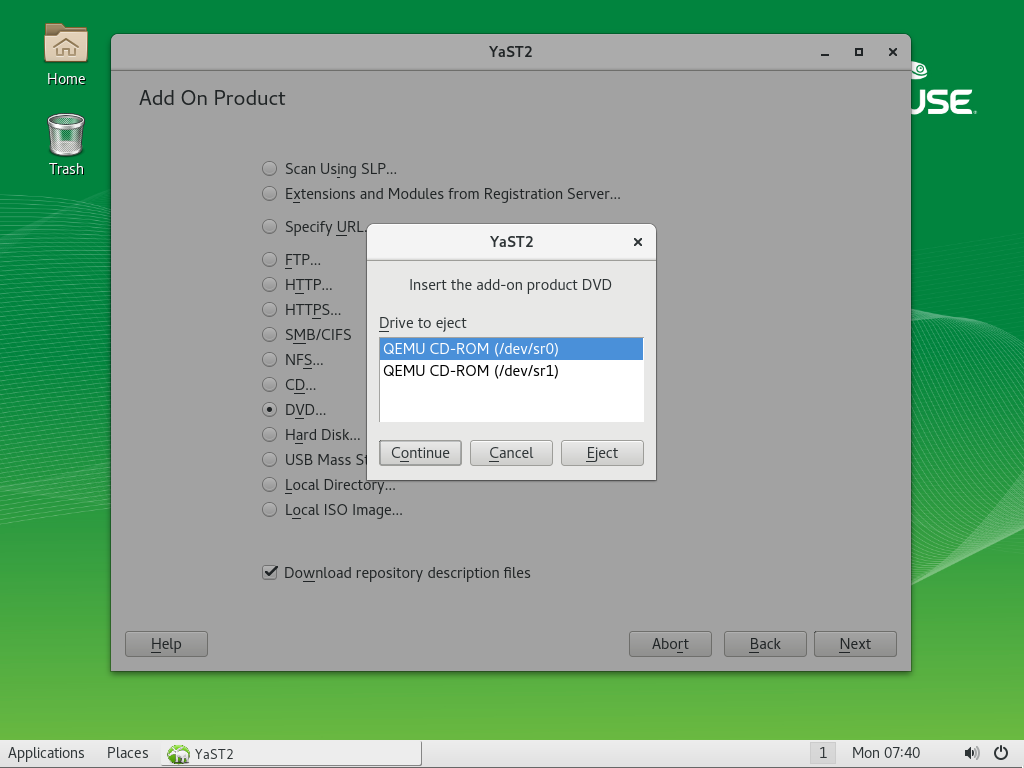 Home
Trash
YaST2
USE
Add On Product
Scan Using SLP...
Extensions and Modules from Registration Server...
Specify URL.
FTP...
HTTP...
HTTPS...
SMB/CIFS
NFS...
CD...
DVD...
Hard Disk...
USB Mass
Local Directory...
Local ISO Image...
YaST2
Insert the add-on product DVD
Drive to eject
QEMU CD-ROM (/dev/sr0)
QEMU CD-ROM (/dev/sr1)
Continue
Cancel
Eject
Download repository description files
Help
Abort
Back
Next
Applications
Places
YaST2
1
Mon 07:40